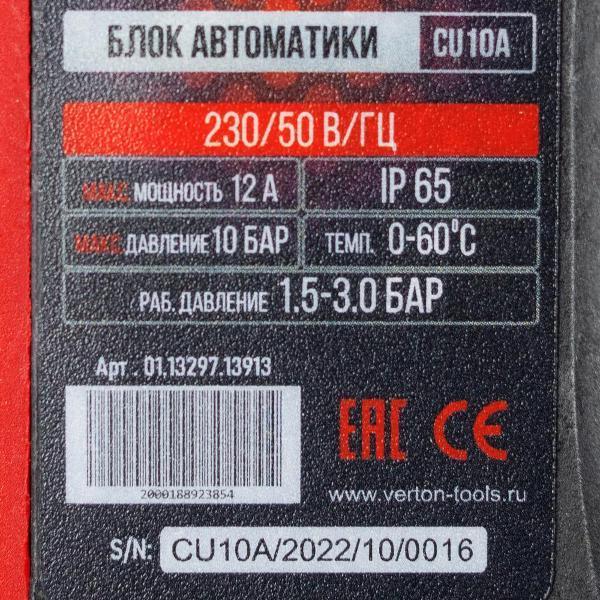 БЛОК АВТОМАТИКИ CU10A
230/50 В/ГЦ
МАКС. МОЩНОСТЬ 12 А IP 65
МАКС. ДАВЛЕНИЕ 10 БАР ТЕМП. 0-60°С
РАБ. ДАВЛЕНИЕ 1.5-3.0 БАР
Арт. 01.13297.13913
EAC CE
2000188923854
www.verton-tools.ru
S/N: CU10A/2022/10/0016